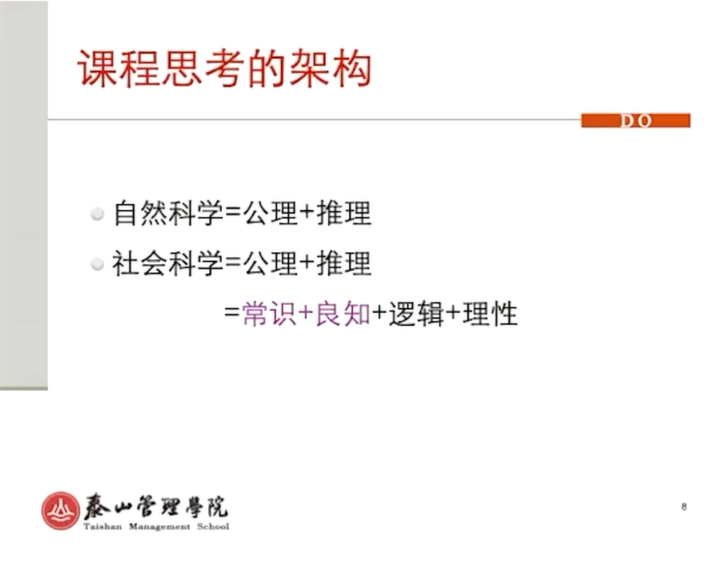 课程思考的架构
DO
自然科学=公理+推理
社会科学=公理+推理
=常识+良知+逻辑+理性
泰山管理學院
Taishan Management School
8